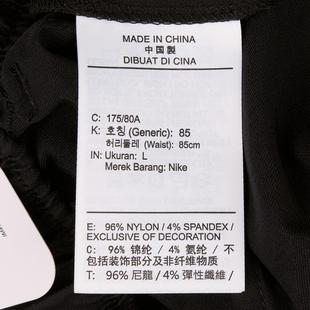 MADE IN CHINA
中国製
DIBUAT DI CINA
C: 175/80A
K: 호칭 (Generic): 85
허리둘레 (Waist): 85cm
IN: Ukuran: L
Merek Barang: Nike
E: 96% NYLON / 4% SPANDEX /
EXCLUSIVE OF DECORATION
C: 96% 锦纶 / 4% 氨纶 / 不
包括装饰部分及非纤维物质
T: 96% 尼龍 / 4% 彈性纖維 /